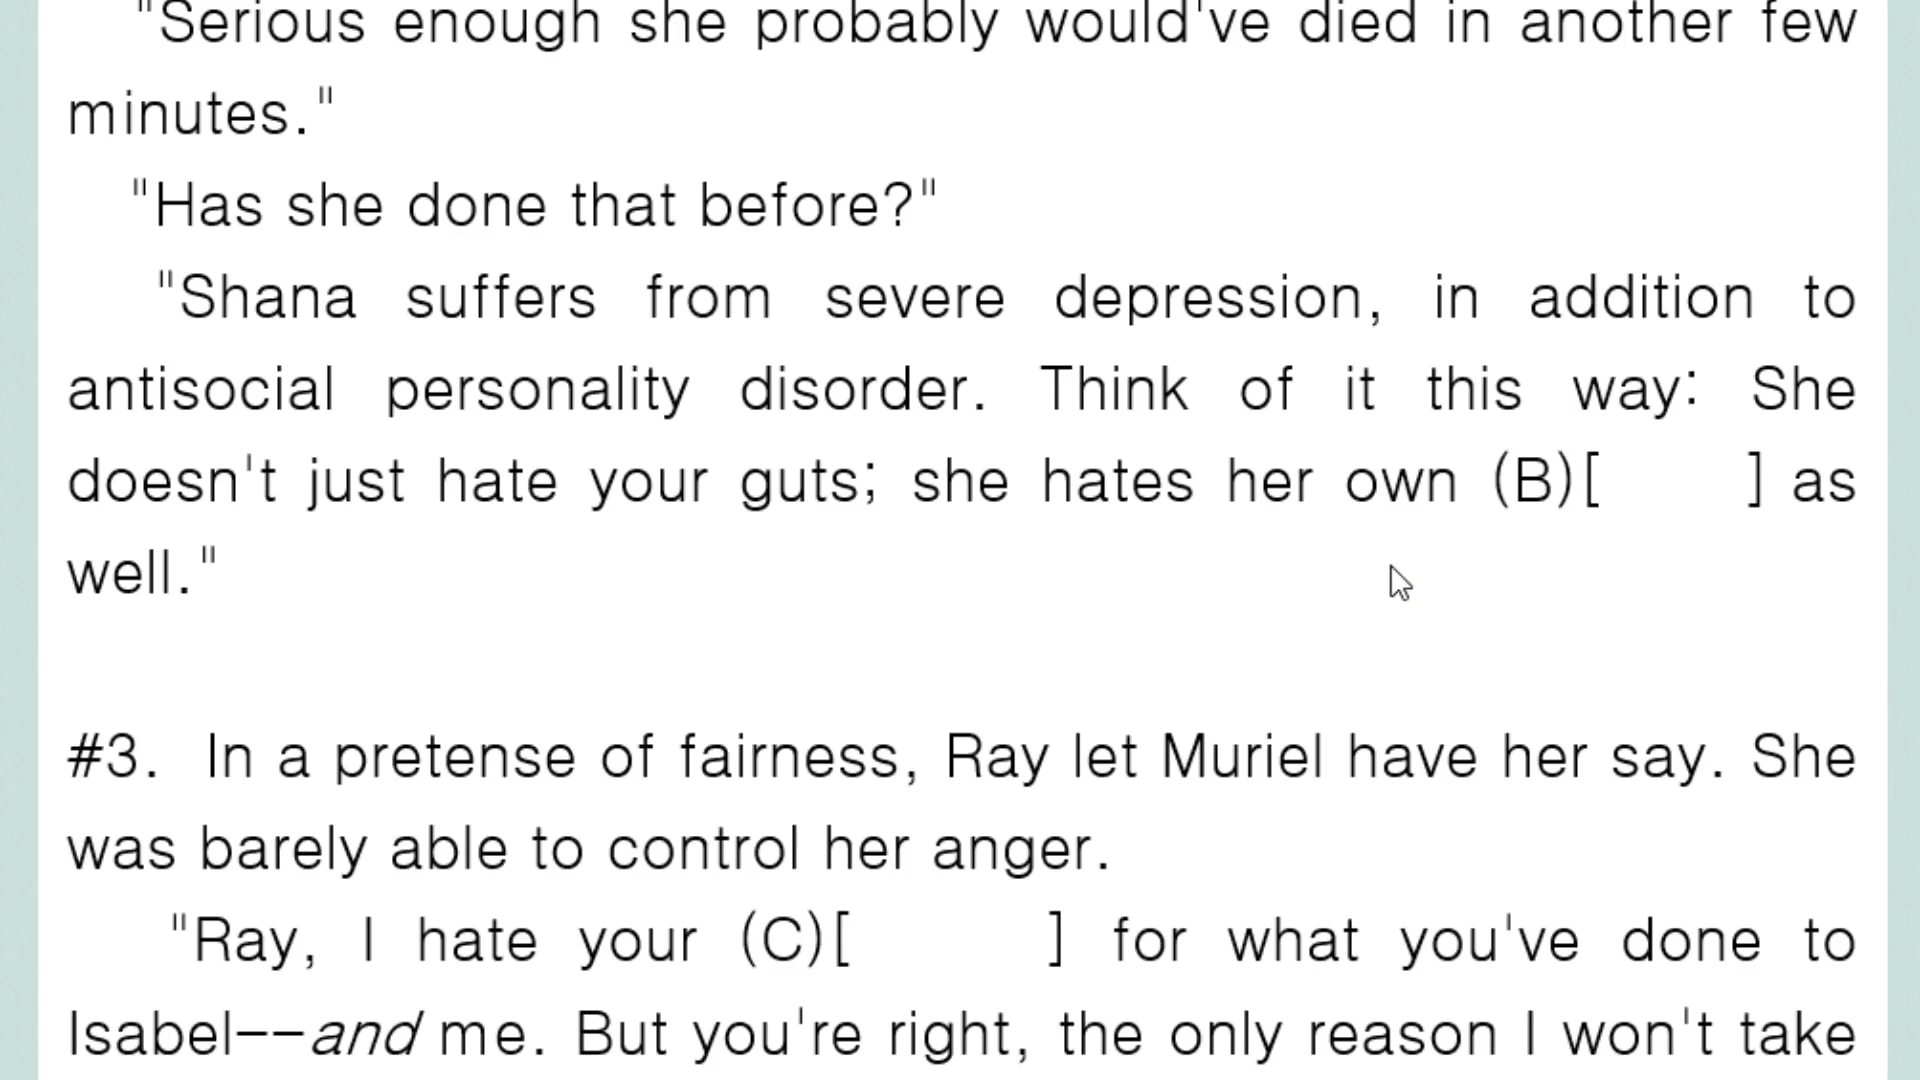 "Serious enough she probably would've died in another few
minutes."
"Has she done that before?"
"Shana suffers from severe depression, in addition to
antisocial personality disorder. Think of it this way: She
doesn't just hate your guts; she hates her own (B)[      ] as
well."
#3.  In a pretense of fairness, Ray let Muriel have her say. She
was barely able to control her anger.
"Ray, I hate your (C)[        ] for what you've done to
Isabel--and me. But you're right, the only reason I won't take